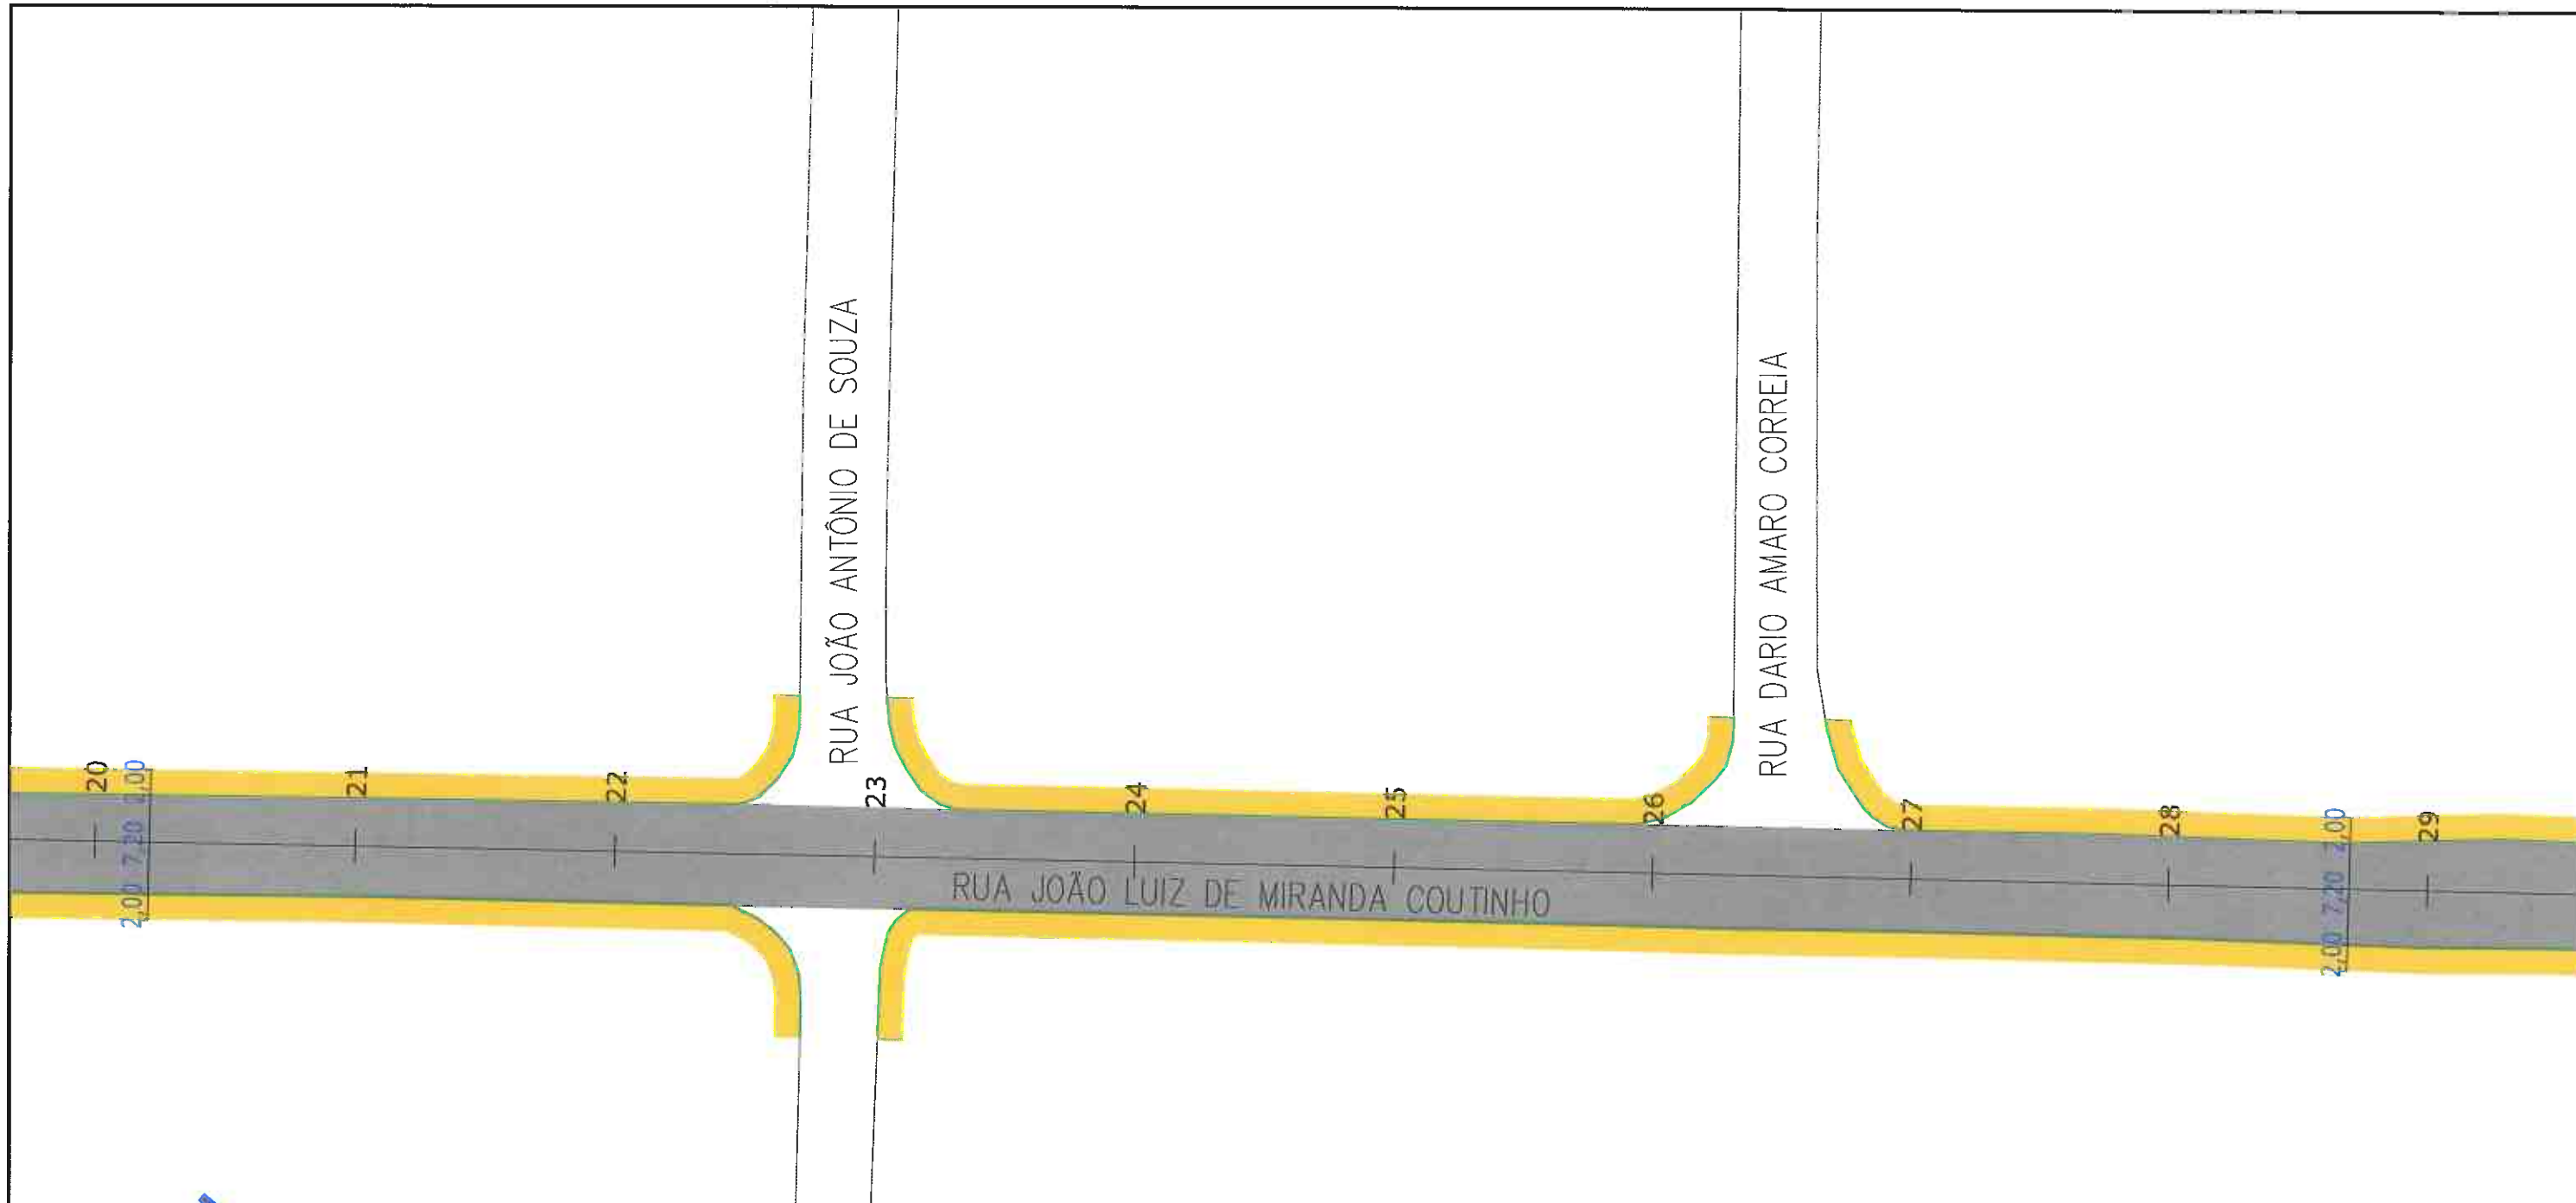 RUA JOÃO ANTÔNIO DE SOUZA
RUA DARIO AMARO CORREIA
20
21
22
23
24
25
26
27
28
29
2,00 7,20 2,00
2,00 7,20 2,00
RUA JOÃO LUIZ DE MIRANDA COUTINHO